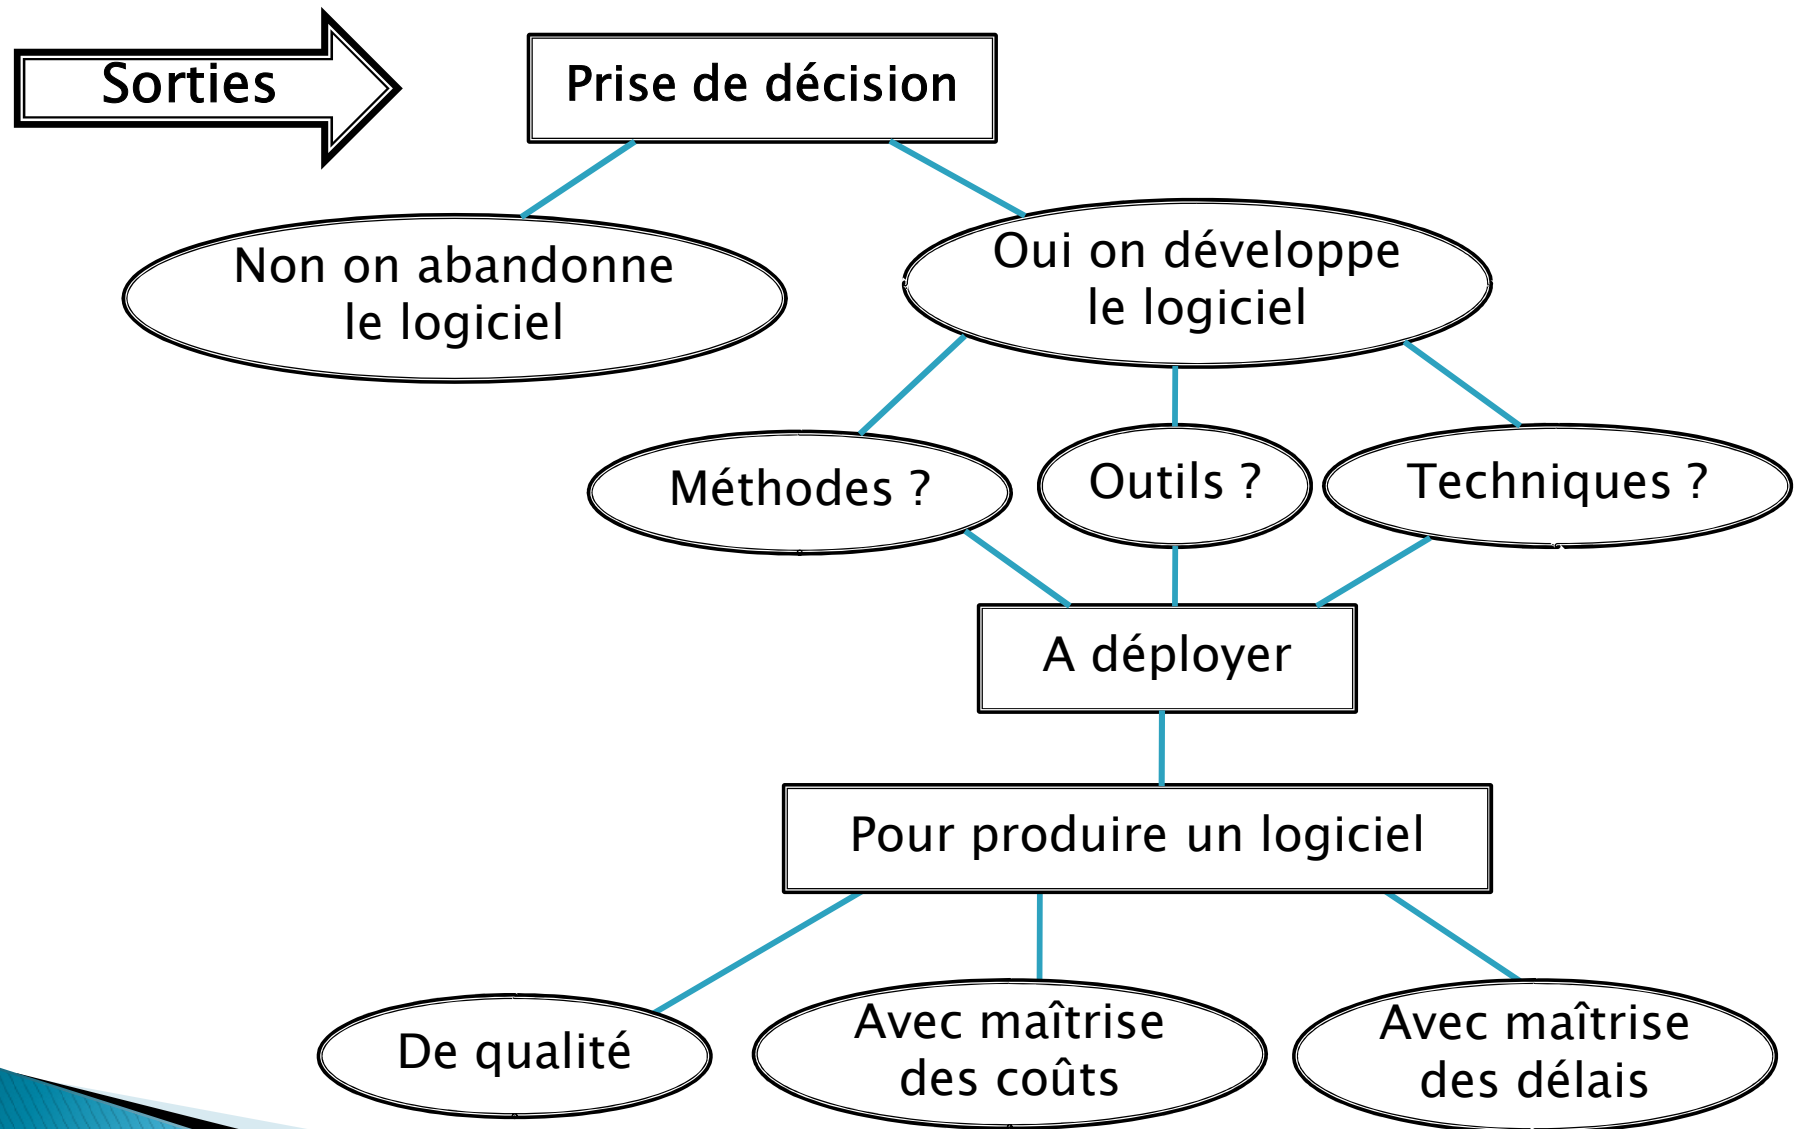 Sorties
Prise de décision
Non on abandonne
le logiciel
Oui on développe
le logiciel
Méthodes ?
Outils ?
Techniques ?
A déployer
Pour produire un logiciel
De qualité
Avec maîtrise
des coûts
Avec maîtrise
des délais